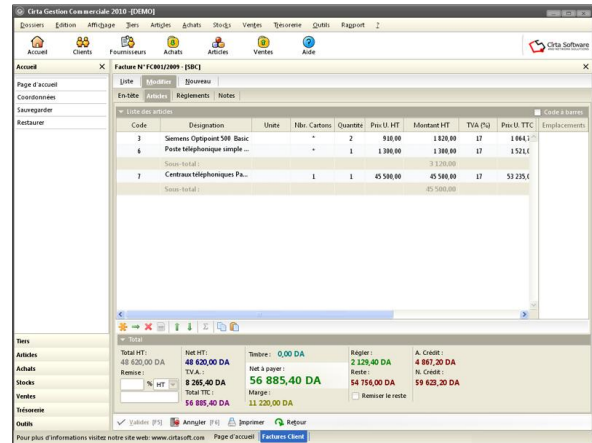 Cirta Gestion Commerciale 2010 -[DEMO]
Dossiers Edition Affichage Tiers Articles Achats Stocks Ventes Trésorerie Outils Rapport ?
Accueil Clients Fournisseurs Achats Articles Ventes Aide
Cirta Software
Accueil X Facture N° FC001/2009 - [SBC] X
Page d'accueil
Coordonnées
Sauvegarder
Restaurer
Liste Modifier Nouveau
En-tête Articles Règlements Notes
Liste des articles Code à barres
Code Designation Unité Nbr. Cartons Quantité Prix U. HT Montant HT TVA (%) Prix U. TTC Emplacements
3 Siemens Optipoint 500 Basic * 2 910,00 1 820,00 17 1 064,7
6 Poste téléphonique simple ... * 1 1 300,00 1 300,00 17 1 521,0
Sous-total : 3 120,00
7 Centraux téléphoniques Pa... 1 1 45 500,00 45 500,00 17 53 235,0
Sous-total : 45 500,00
Tiers
Articles
Achats
Stocks
Ventes
Trésorerie
Outils
Total
Total HT: Net HT: Timbre : 0,00 DA Régler : A. Crédit :
48 620,00 DA 48 620,00 DA 2 129,40 DA 4 867,20 DA
Remise : T.V.A. : Net à payer : Reste : N. Crédit :
% HT 8 265,40 DA 56 885,40 DA 54 756,00 DA 59 623,20 DA
Total TTC: Marge : Remiser le reste
56 885,40 DA 11 220,00 DA
Valider [F5] Annuler [F6] Imprimer Retour
Pour plus d'informations visitez notre site web: www.cirtasoft.com Page d'accueil Factures Client